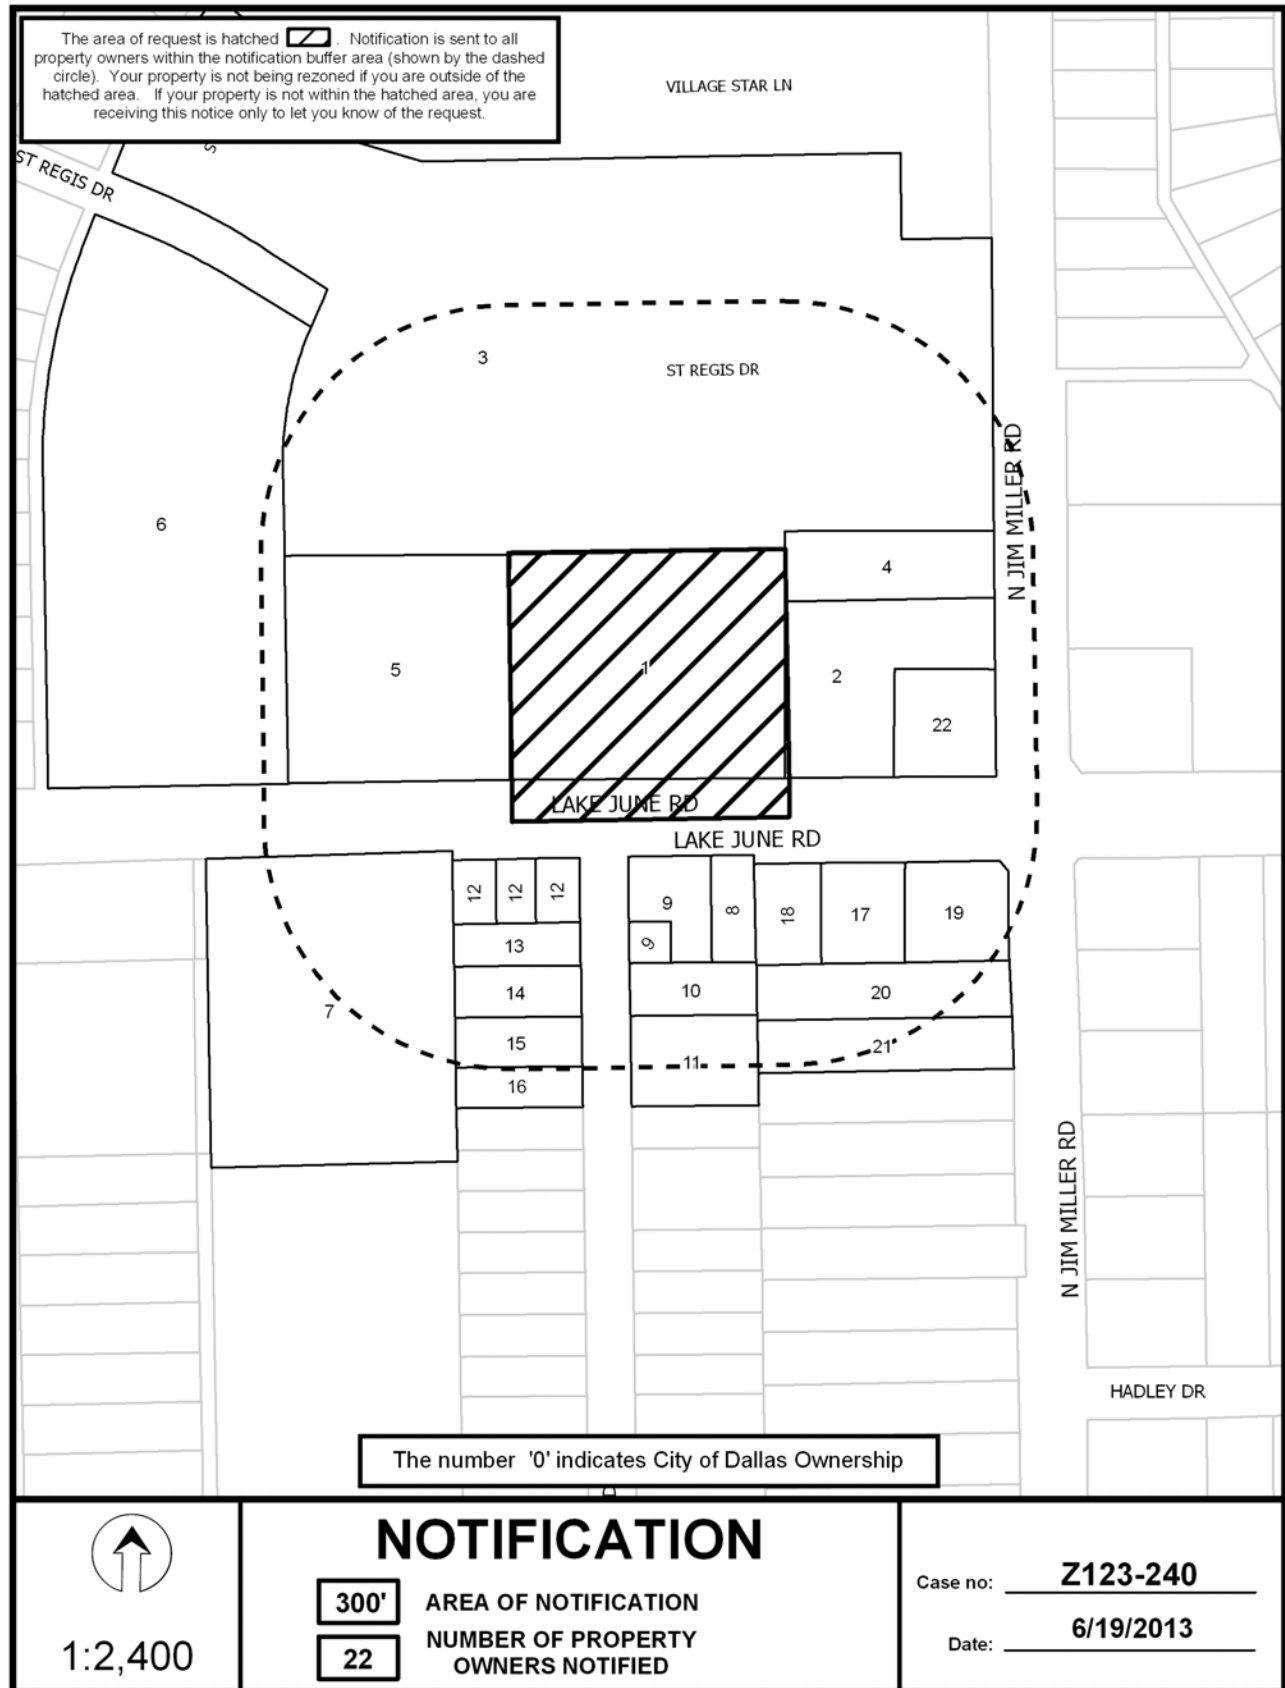 The area of request is hatched . Notification is sent to all
property owners within the notification buffer area (shown by the dashed
circle). Your property is not being rezoned if you are outside of the
hatched area. If your property is not within the hatched area, you are
receiving this notice only to let you know of the request.
VILLAGE STAR LN
ST REGIS DR
S
3
ST REGIS DR
N JIM MILLER RD
6
4
5
1
2
22
LAKE JUNE RD
LAKE JUNE RD
12
12
12
9
8
18
17
19
13
9
14
10
20
7
15
11
21
16
N JIM MILLER RD
HADLEY DR
The number '0' indicates City of Dallas Ownership
1:2,400
NOTIFICATION
300' AREA OF NOTIFICATION
22 NUMBER OF PROPERTY
OWNERS NOTIFIED
Case no: Z123-240
Date: 6/19/2013